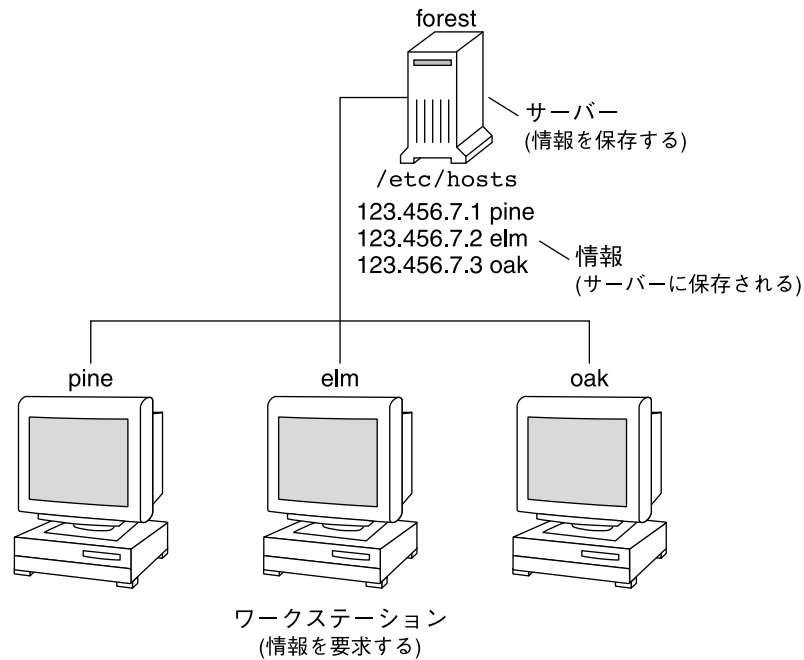 forest
サーバー
(情報を保存する)
/etc/hosts
123.456.7.1 pine
123.456.7.2 elm
123.456.7.3 oak
情報
(サーバーに保存される)
pine
elm
oak
ワークステーション
(情報を要求する)